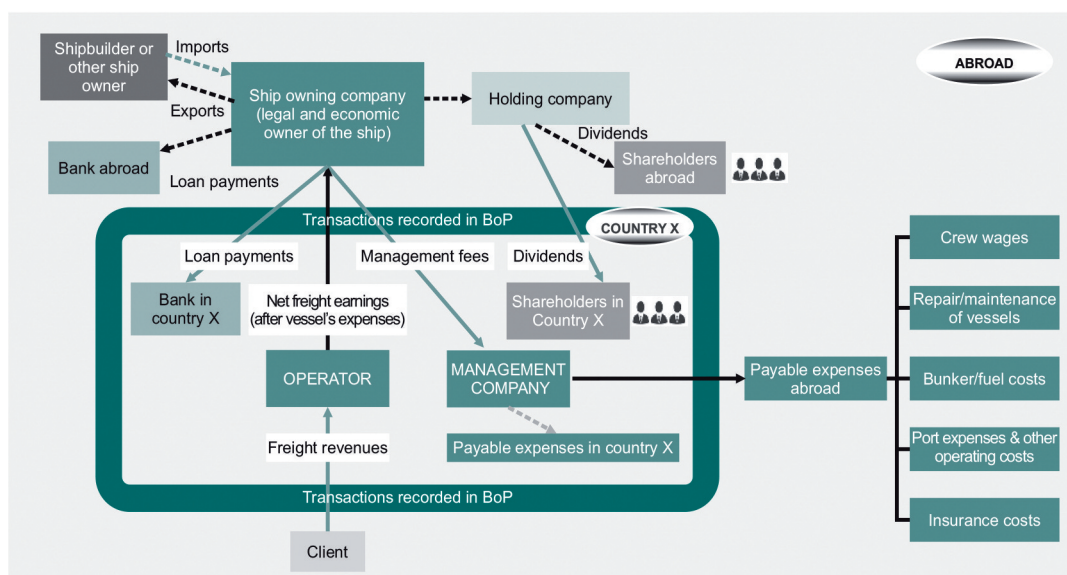 Shipbuilder or
other ship
owner
Imports
Exports
Ship owning company
(legal and economic
owner of the ship)
Holding company
ABROAD
Bank abroad
Loan payments
Dividends
Shareholders
abroad
Transactions recorded in BoP
COUNTRY X
Loan payments
Management fees
Dividends
Bank in
country X
Net freight earnings
(after vessel's expenses)
Shareholders in
Country X
OPERATOR
MANAGEMENT
COMPANY
Freight revenues
Payable expenses in country X
Transactions recorded in BoP
Client
Payable expenses
abroad
Crew wages
Repair/maintenance
of vessels
Bunker/fuel costs
Port expenses & other
operating costs
Insurance costs